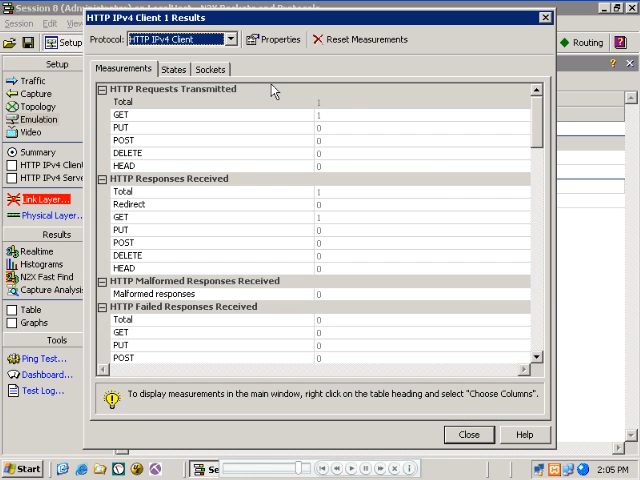 Session 8 (Administrator)
HTTP IPv4 Client 1 Results
Session Edit
Protocol: HTTP IPv4 Client Properties Reset Measurements
Setup
Routing
Setup
Measurements States Sockets
Traffic
Capture
Topology
Emulation
Video
Summary
HTTP IPv4 Clien
HTTP IPv4 Serve
Link Layer...
Physical Layer..
Results
Realtime
Histograms
N2X Fast Find
Capture Analysis
Table
Graphs
Tools
Ping Test...
Dashboard...
Test Log...
HTTP Requests Transmitted
Total 1
GET 1
PUT 0
POST 0
DELETE 0
HEAD 0
HTTP Responses Received
Total 1
Redirect 0
GET 1
PUT 0
POST 0
DELETE 0
HEAD 0
HTTP Malformed Responses Received
Malformed responses 0
HTTP Failed Responses Received
Total 0
GET 0
PUT 0
POST 0
To display measurements in the main window, right click on the table heading and select "Choose Columns".
Close Help
Start
Se
2:05 PM